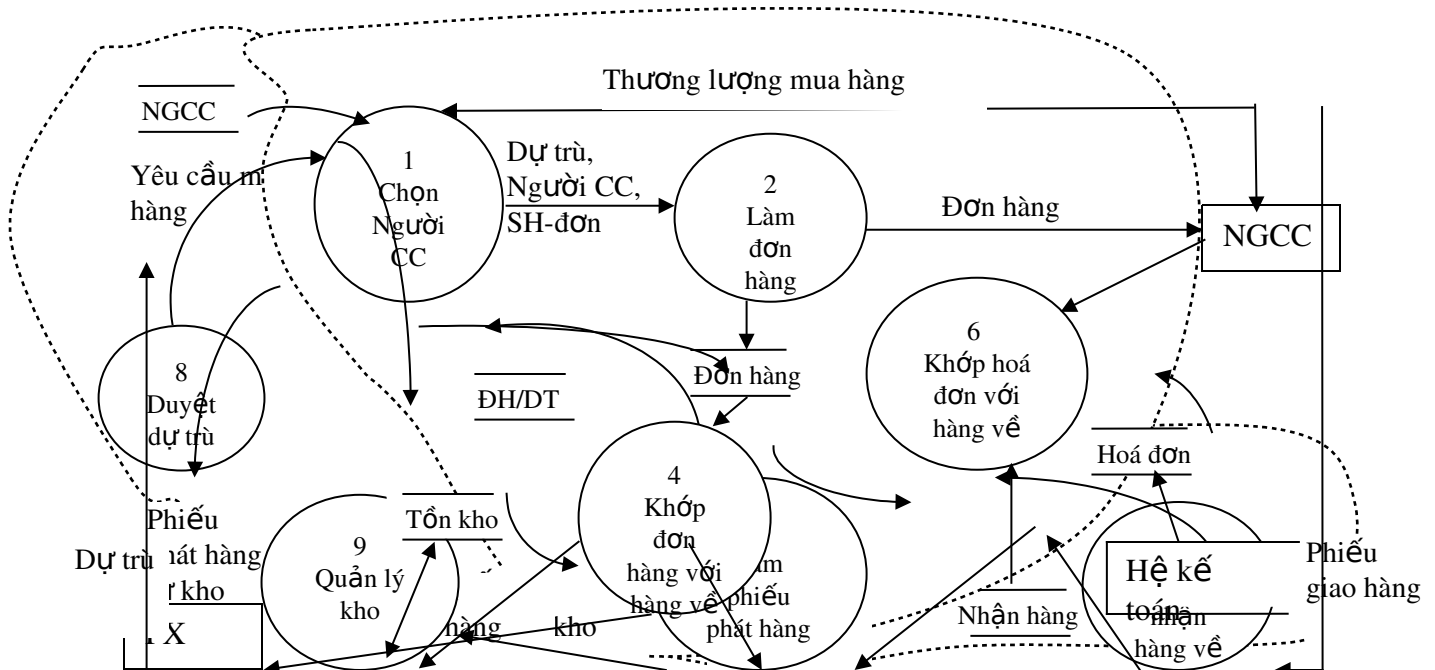 Thương lượng mua hàng
NGCC
Yêu cầu m
hàng
1
Chọn
Người
CC
Dự trù,
Người CC,
SH-đơn
2
Làm
đơn
hàng
Đơn hàng
NGCC
8
Duyệt
dự trù
ĐH/DT
Đơn hàng
6
Khớp hoá
đơn với
hàng về
Hoá đơn
4
Khớp
đơn
hàng với
hàng về
phiếu
phát hàng
Tồn kho
9
Quản lý
kho
Phiếu
hàng
kho
Dự trù
X
hàng
kho
Nhận hàng
Hệ kế
toán
nhận
hàng về
Phiếu
giao hàng